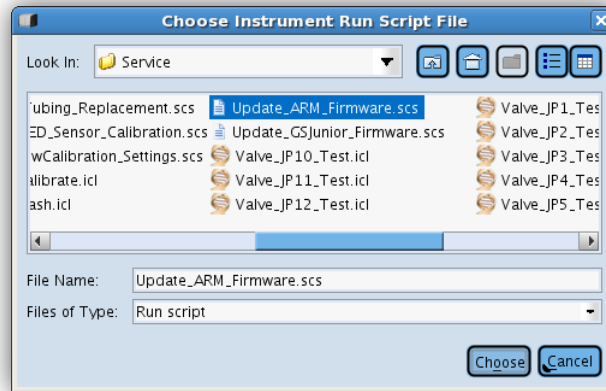 Choose Instrument Run Script File
Look In: Service
ubing_Replacement.scs Update_ARM_Firmware.scs Valve_JP1_Tes
ED_Sensor_Calibration.scs Update_GSJunior_Firmware.scs Valve_JP2_Tes
wCalibration_Settings.scs Valve_JP10_Test.icl Valve_JP3_Tes
alibrate.icl Valve_JP11_Test.icl Valve_JP4_Tes
ash.icl Valve_JP12_Test.icl Valve_JP5_Tes
File Name: Update_ARM_Firmware.scs
Files of Type: Run script
Choose Cancel